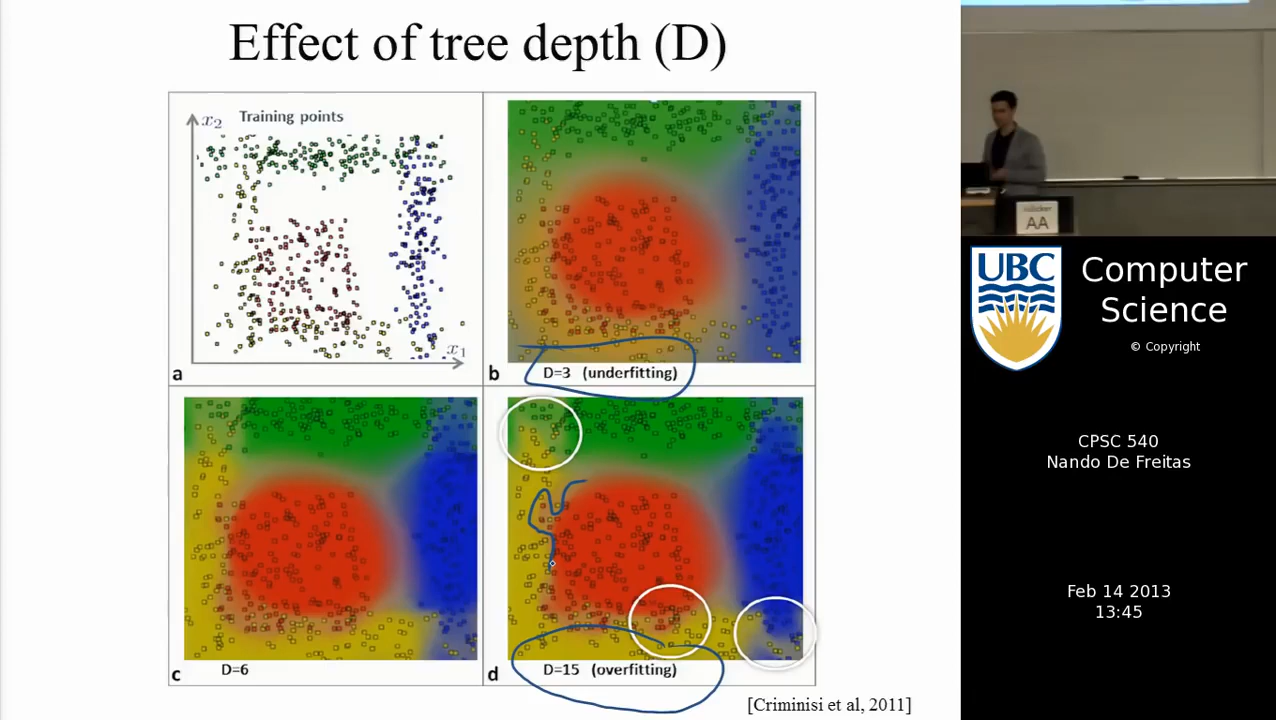 Effect of tree depth (D)
x₂
Training points
x₁
a
b
D=3 (underfitting)
c
D=6
d
D=15 (overfitting)
[Criminisi et al, 2011]
AA
UBC
Computer
Science
© Copyright
CPSC 540
Nando De Freitas
Feb 14 2013
13:45